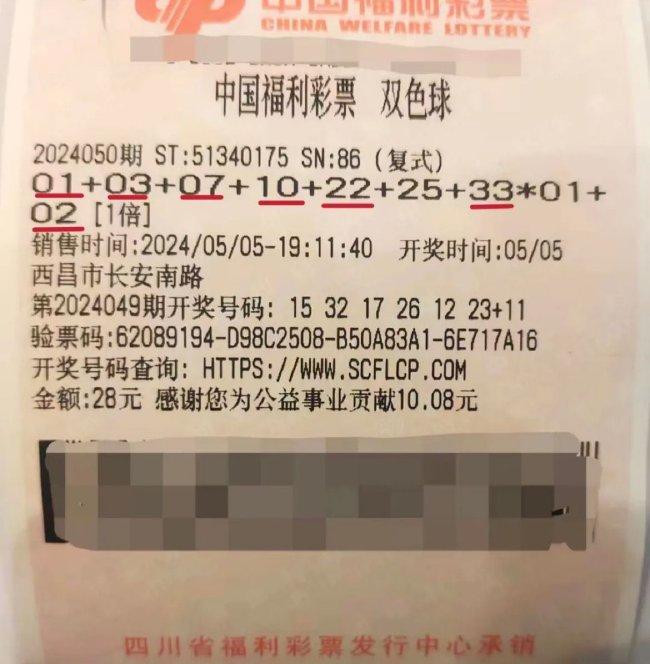 中国福利彩票
CHINA WELFARE LOTTERY
中国福利彩票 双色球
2024050期 ST:51340175 SN:86 (复式)
01+03+07+10+22+25+33*01+
02 [1倍]
销售时间:2024/05/05-19:11:40 开奖时间:05/05
西昌市长安南路
第2024049期开奖号码: 15 32 17 26 12 23+11
验票码:62089194-D98C2508-B50A83A1-6E717A16
开奖号码查询: HTTPS://WWW.SCFLCP.COM
金额:28元 感谢您为公益事业贡献10.08元
四川省福利彩票发行中心承销